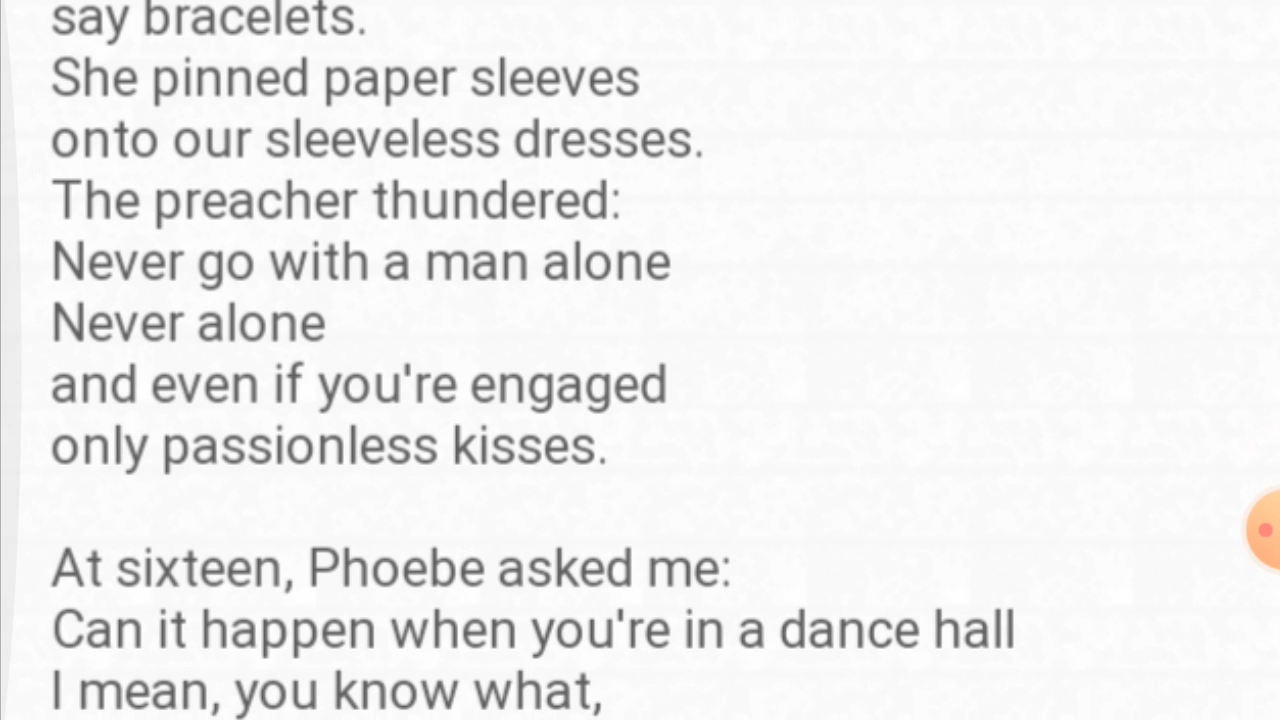 say bracelets.
She pinned paper sleeves
onto our sleeveless dresses.
The preacher thundered:
Never go with a man alone
Never alone
and even if you're engaged
only passionless kisses.

At sixteen, Phoebe asked me:
Can it happen when you're in a dance hall
I mean, you know what,